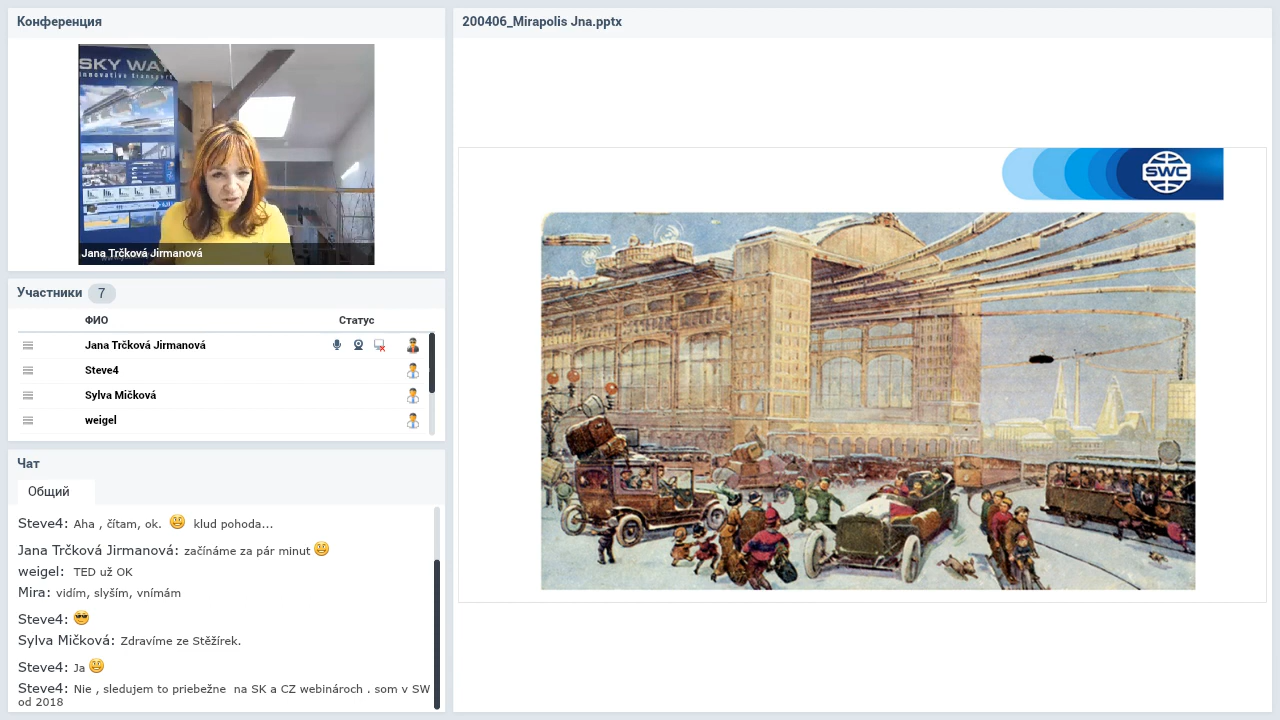 Конференция
SKY WAY
Innovative Transport
Jana Trčková Jirmanová
Участники 7
ФИО Статус
Jana Trčková Jirmanová
Steve4
Sylva Mičková
weigel
Чат
Общий
Steve4: Aha , čítam, ok. klud pohoda...
Jana Trčková Jirmanová: začínáme za pár minut
weigel: TED už OK
Mira: vidím, slyším, vnímám
Steve4:
Sylva Mičková: Zdravíme ze Stěžírek.
Steve4: Ja
Steve4: Nie , sledujem to priebežne na SK a CZ webinároch . som v SW
od 2018
200406_Mirapolis Jna.pptx
SWC